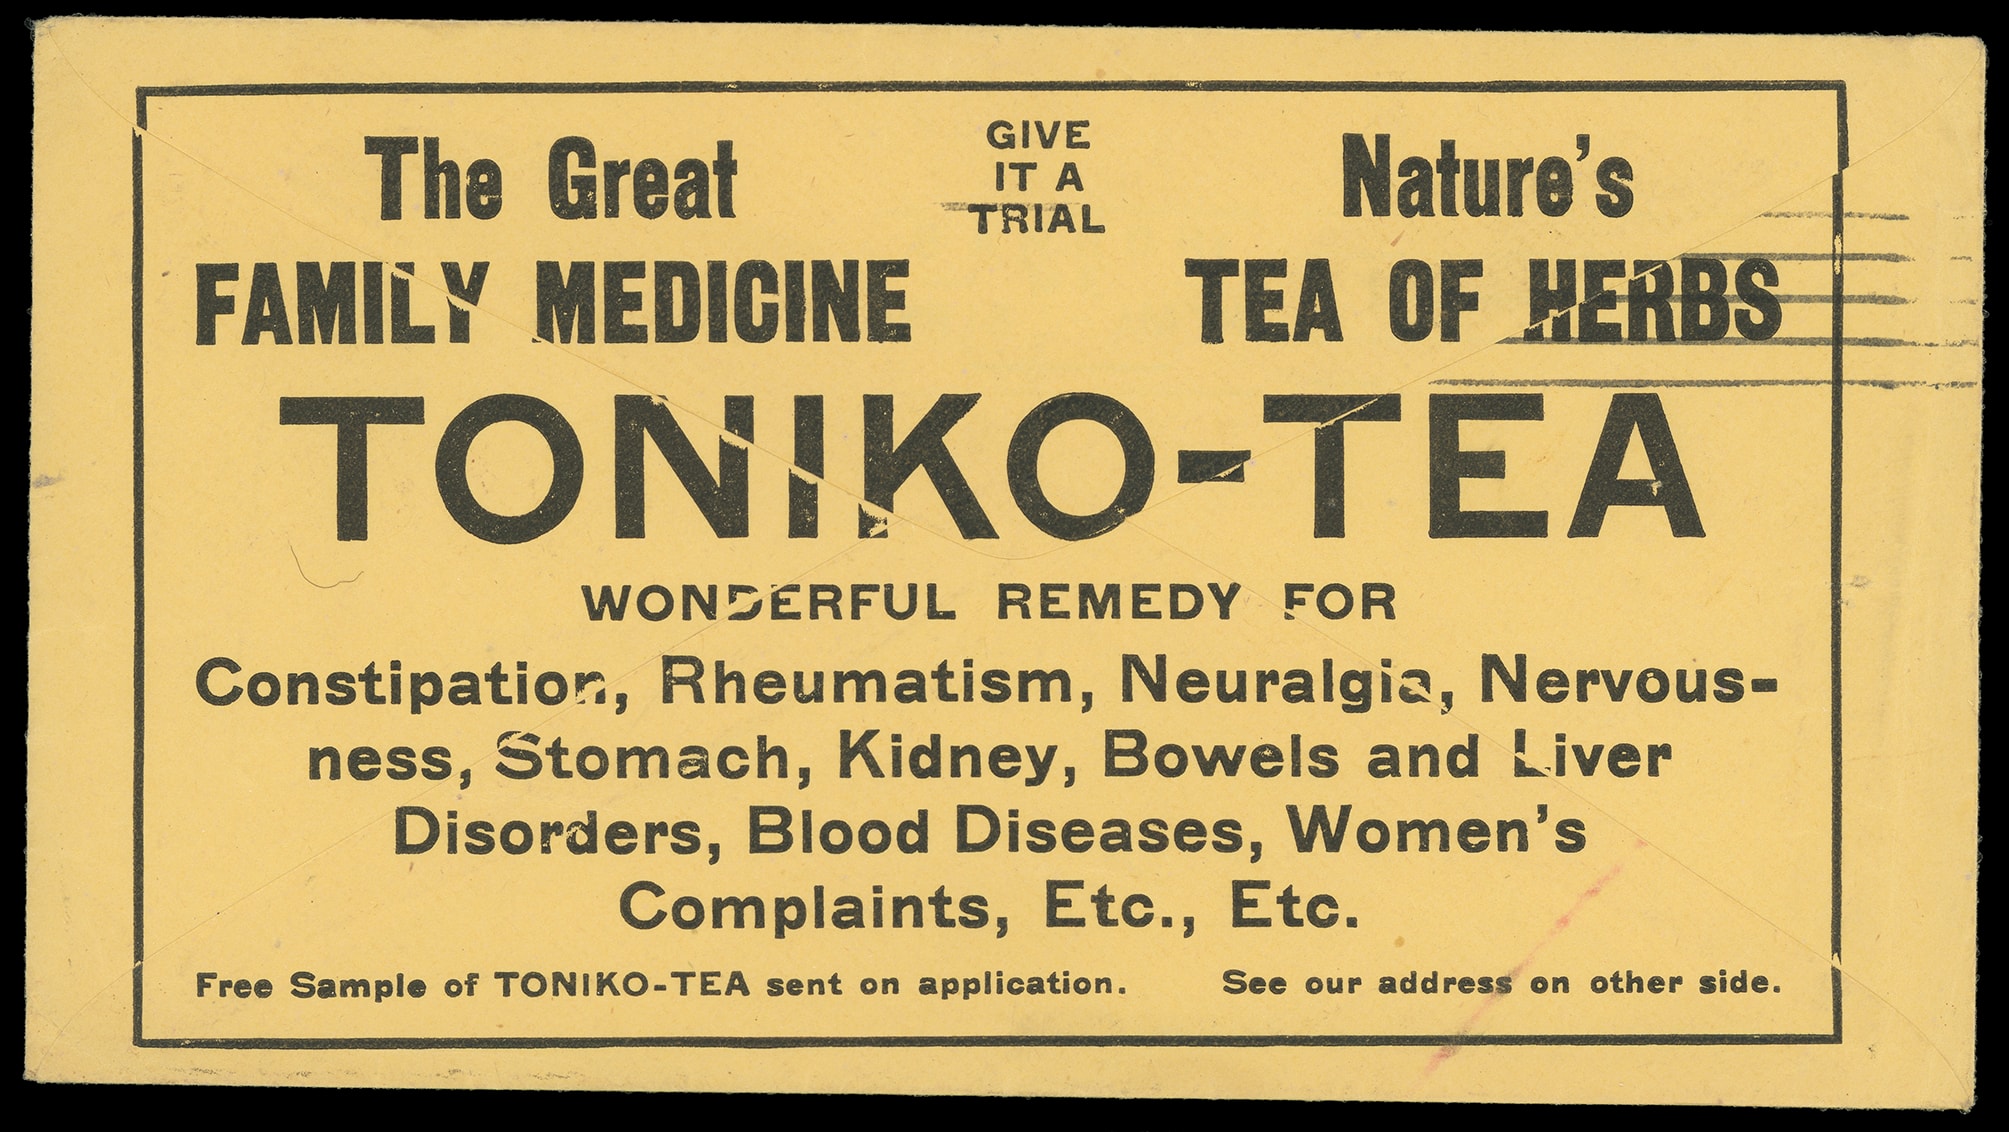 The Great
FAMILY MEDICINE
GIVE
IT A
TRIAL
Nature's
TEA OF HERBS
TONIKO-TEA
WONDERFUL REMEDY FOR
Constipation, Rheumatism, Neuralgia, Nervous-
ness, Stomach, Kidney, Bowels and Liver
Disorders, Blood Diseases, Women's
Complaints, Etc., Etc.
Free Sample of TONIKO-TEA sent on application. See our address on other side.